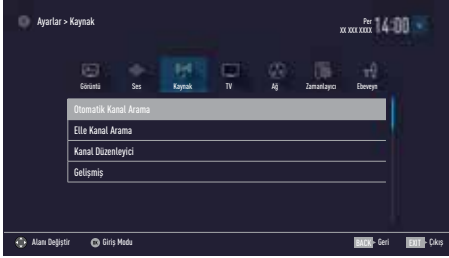 Ayarlar > Kaynak
Per
xx xxx xxxx 14:00
Görüntü Ses Kaynak TV Ağ Zamanlayıcı Ebeveyn
Otomatik Kanal Arama
Elle Kanal Arama
Kanal Düzenleyici
Gelişmiş
Alanı Değiştir OK Giriş Modu BACK - Geri EXIT - Çıkış